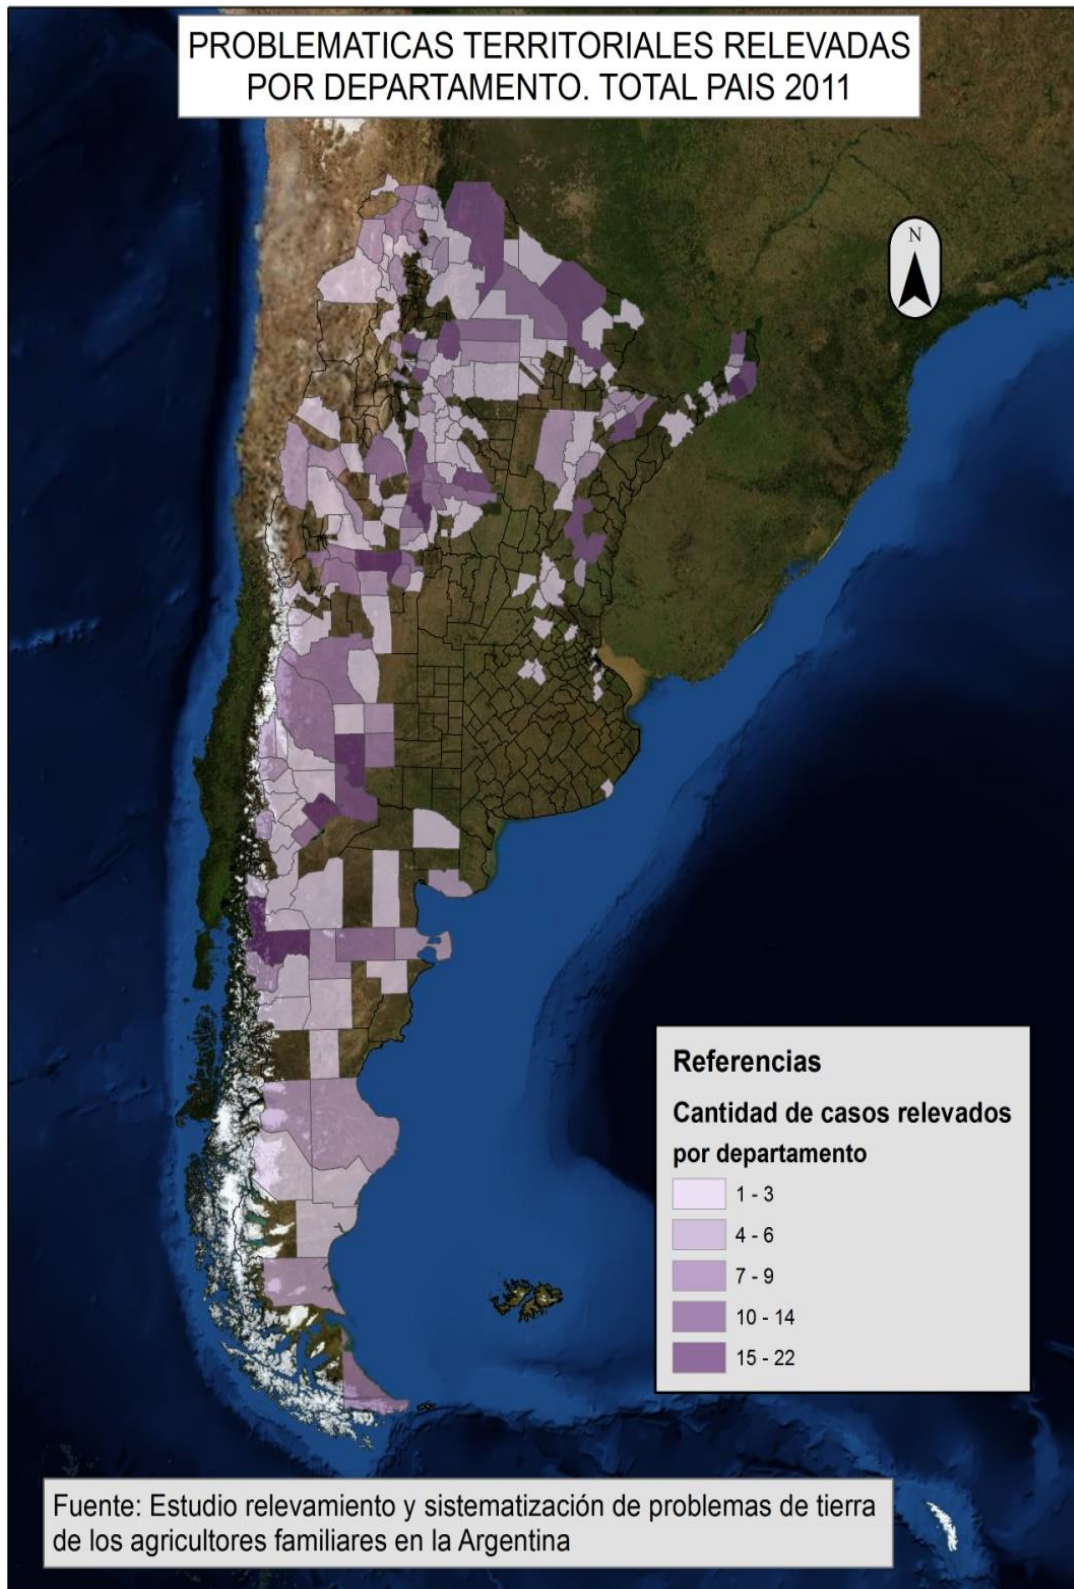 PROBLEMATICAS TERRITORIALES RELEVADAS
POR DEPARTAMENTO. TOTAL PAIS 2011
N
Referencias
Cantidad de casos relevados
por departamento
1 - 3
4 - 6
7 - 9
10 - 14
15 - 22
Fuente: Estudio relevamiento y sistematización de problemas de tierra
de los agricultores familiares en la Argentina